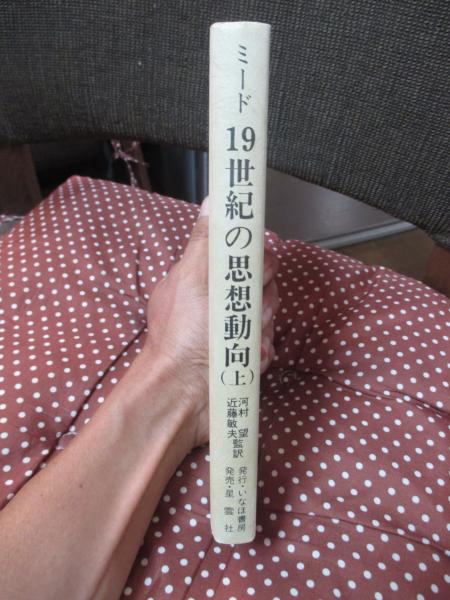 ミード
19世紀の思想動向(上)
河村 望
近藤敏夫監訳
発行・いなほ書房
発売・星雲社